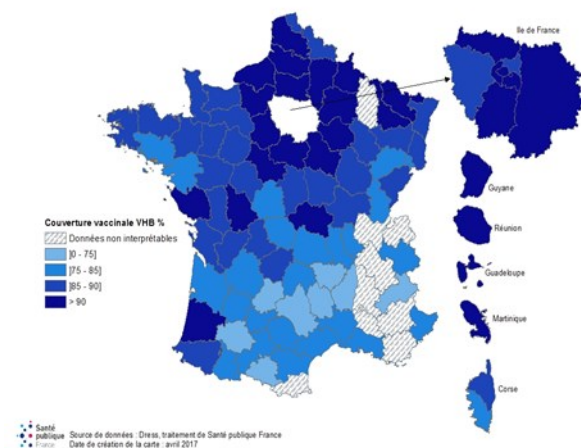 Ile de France
Guyane
Réunion
Guadeloupe
Martinique
Corse
Couverture vaccinale VHB %
Données non interprétables
]0 - 75]
]75 - 85]
]85 - 90]
> 90
Santé
publique
France
Source de données : Dress, traitement de Santé publique France
Date de création de la carte : avril 2017